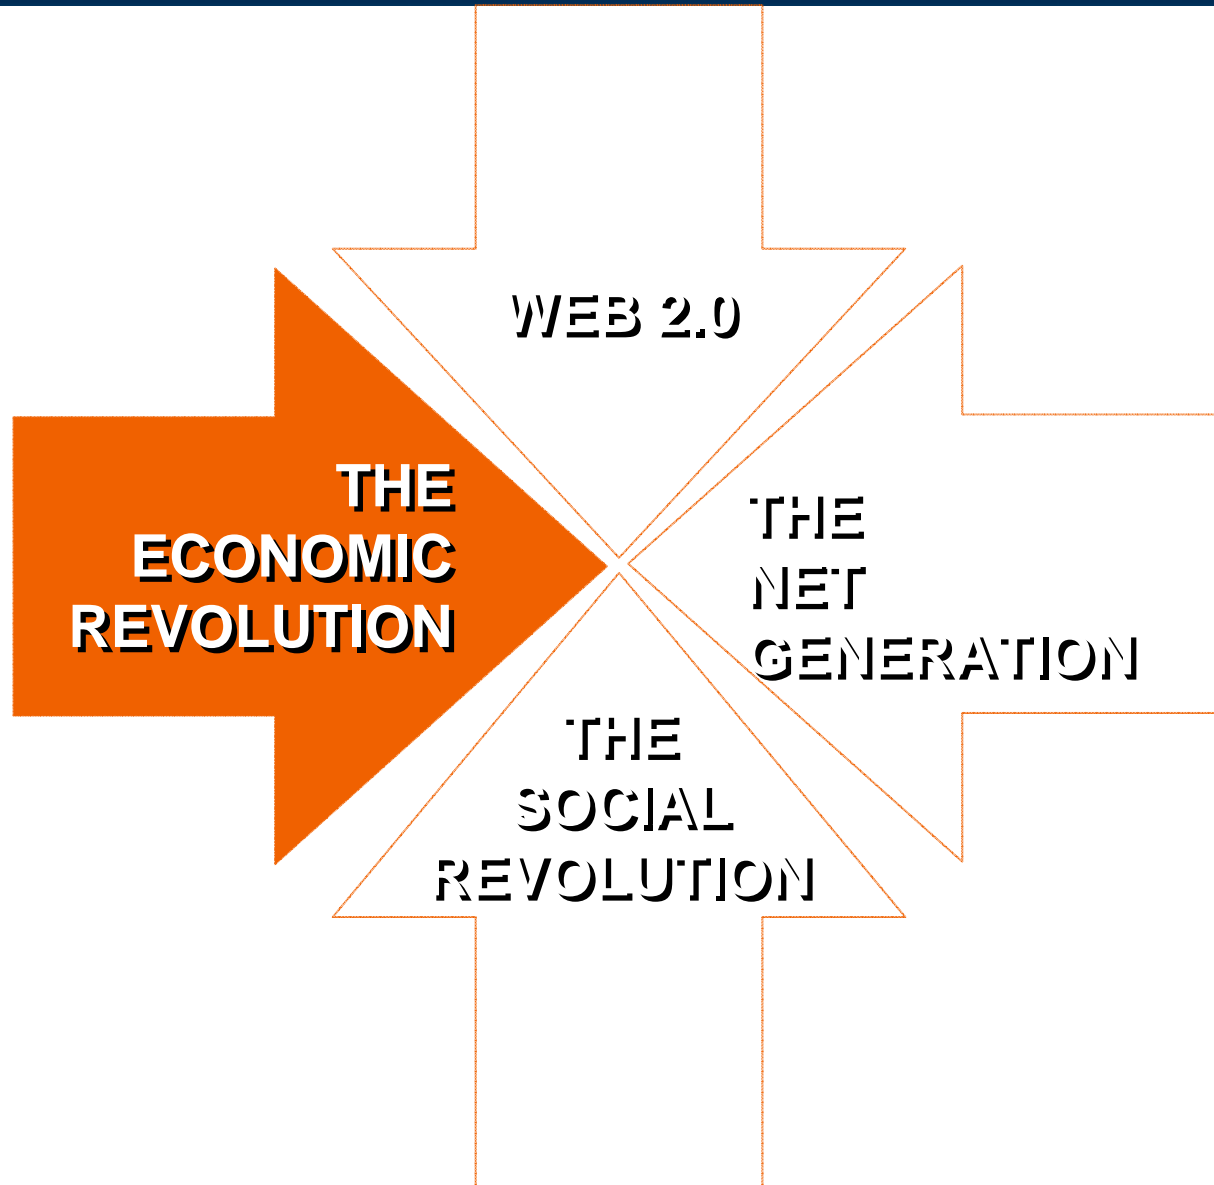 WEB 2.0
THE
ECONOMIC
REVOLUTION
THE
NET
GENERATION
THE
SOCIAL
REVOLUTION